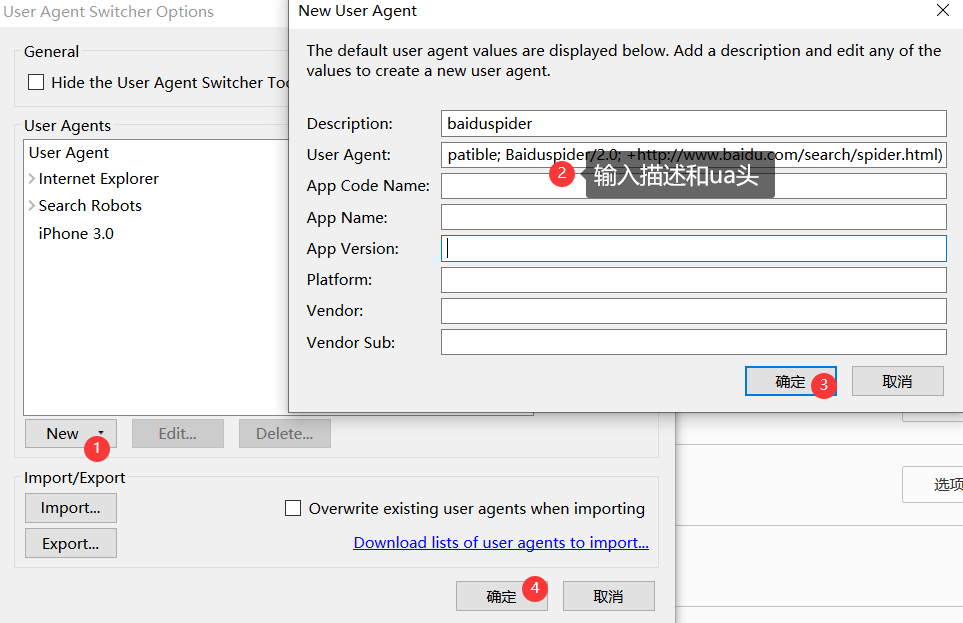 User Agent Switcher Options
General
Hide the User Agent Switcher Too
User Agents
User Agent
Internet Explorer
Search Robots
iPhone 3.0
New
Edit...
Delete...
1
Import/Export
Import...
Overwrite existing user agents when importing
Export...
Download lists of user agents to import...
确定
4
取消
New User Agent
The default user agent values are displayed below. Add a description and edit any of the
values to create a new user agent.
Description:
baiduspider
User Agent:
patible; Baiduspider/2.0; +http://www.baidu.com/search/spider.html)
2
输入描述和ua头
App Code Name:
App Name:
App Version:
Platform:
Vendor:
Vendor Sub:
确定
3
取消
选项